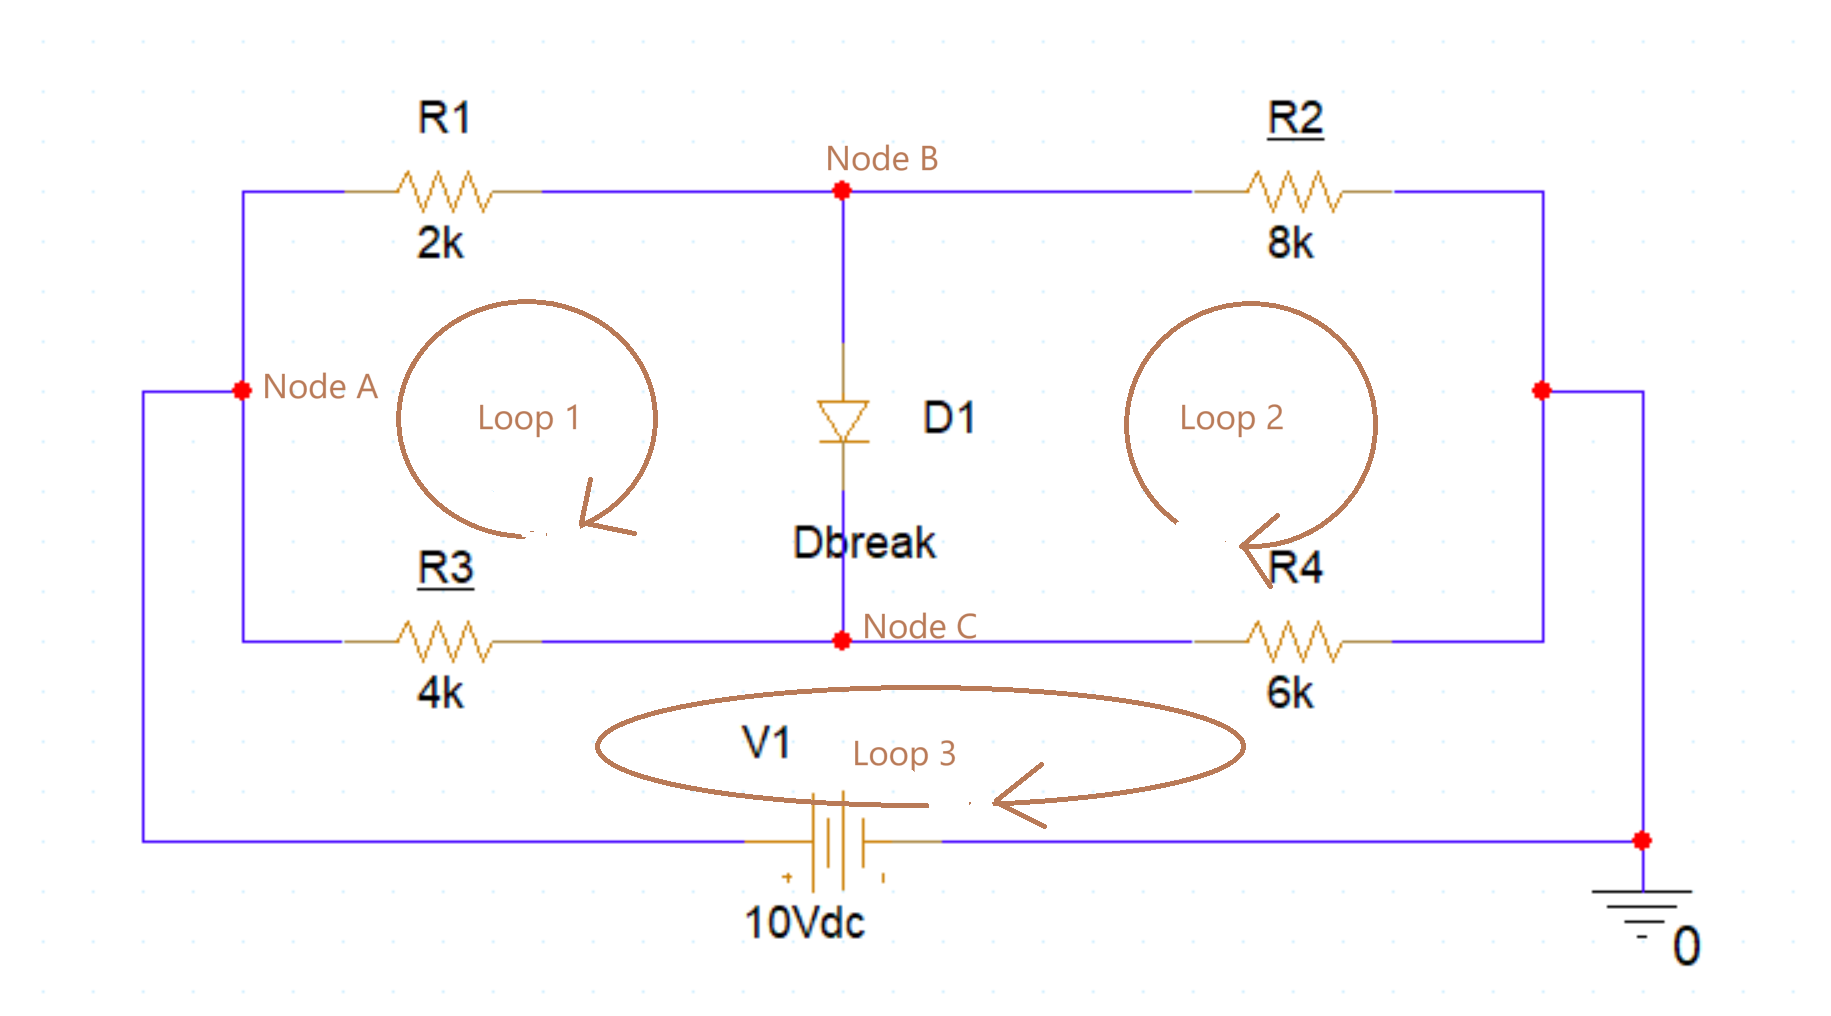 R1
R2
Node B
2k
8k
Node A
Loop 1
D1
Loop 2
Dbreak
R3
R4
Node C
4k
6k
V1
Loop 3
+
-
10Vdc
0